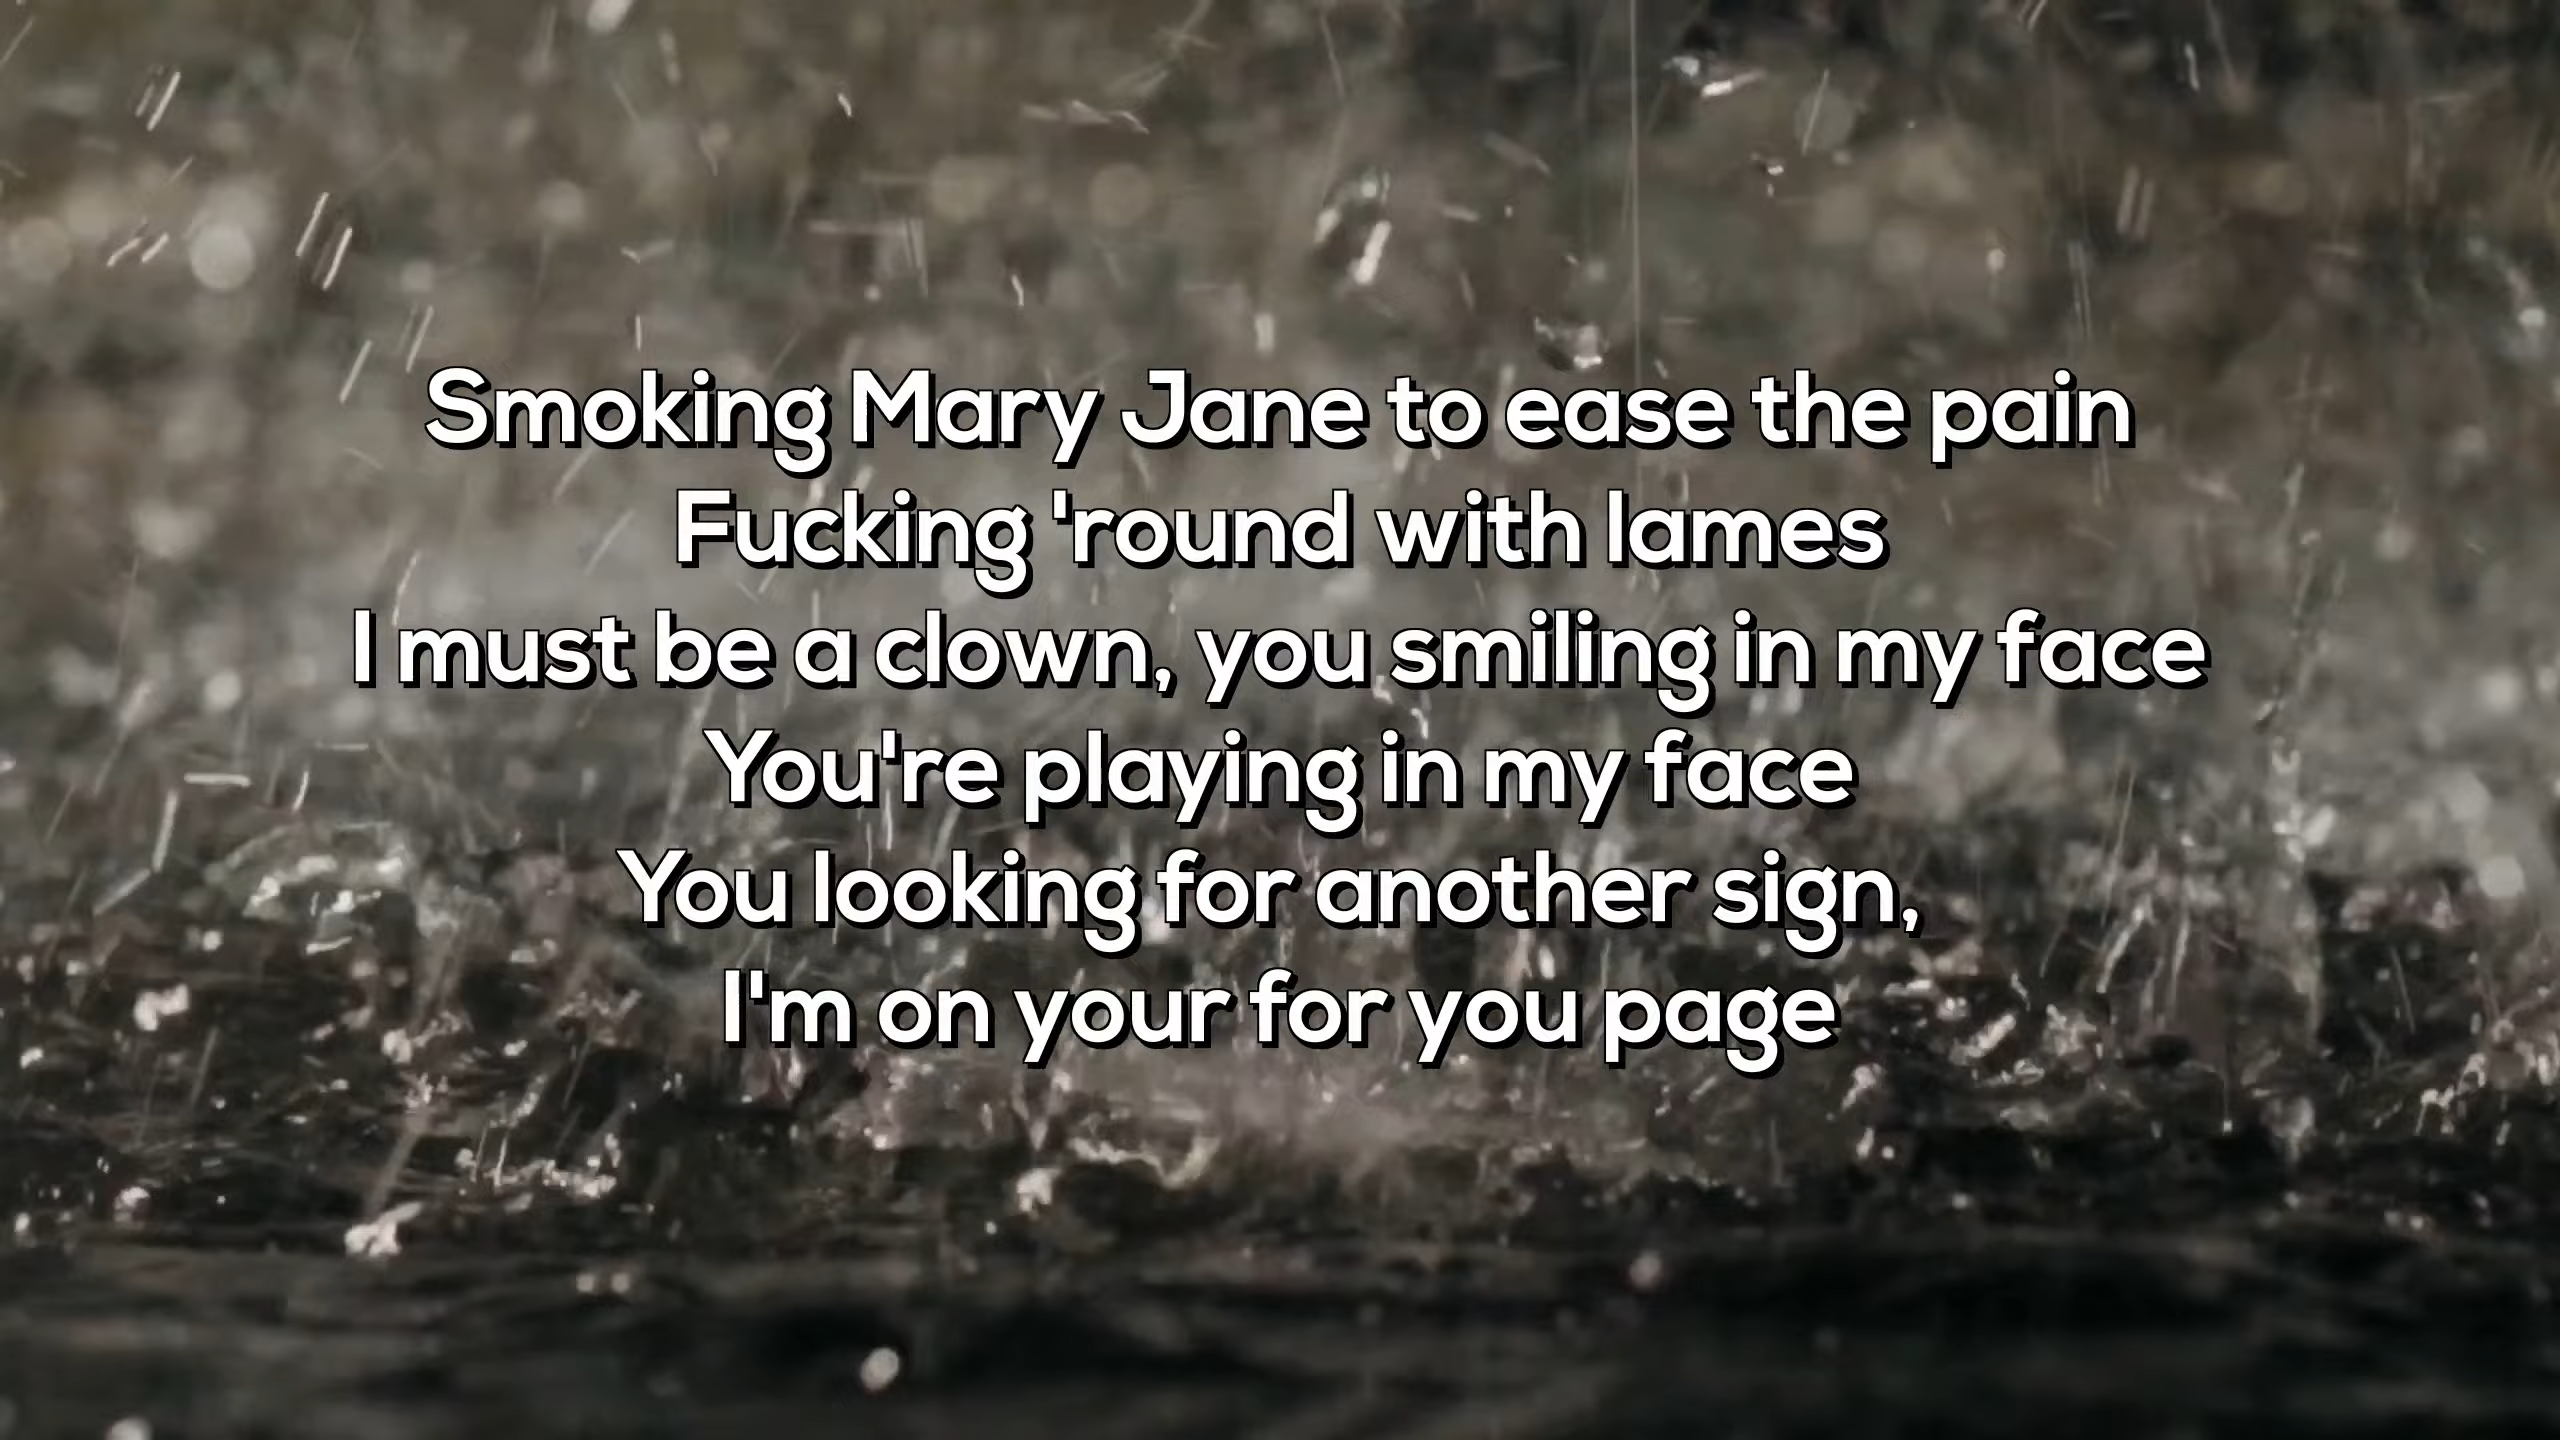 Smoking Mary Jane to ease the pain
Fucking 'round with lames
I must be a clown, you smiling in my face
You're playing in my face
You looking for another sign,
I'm on your for you page